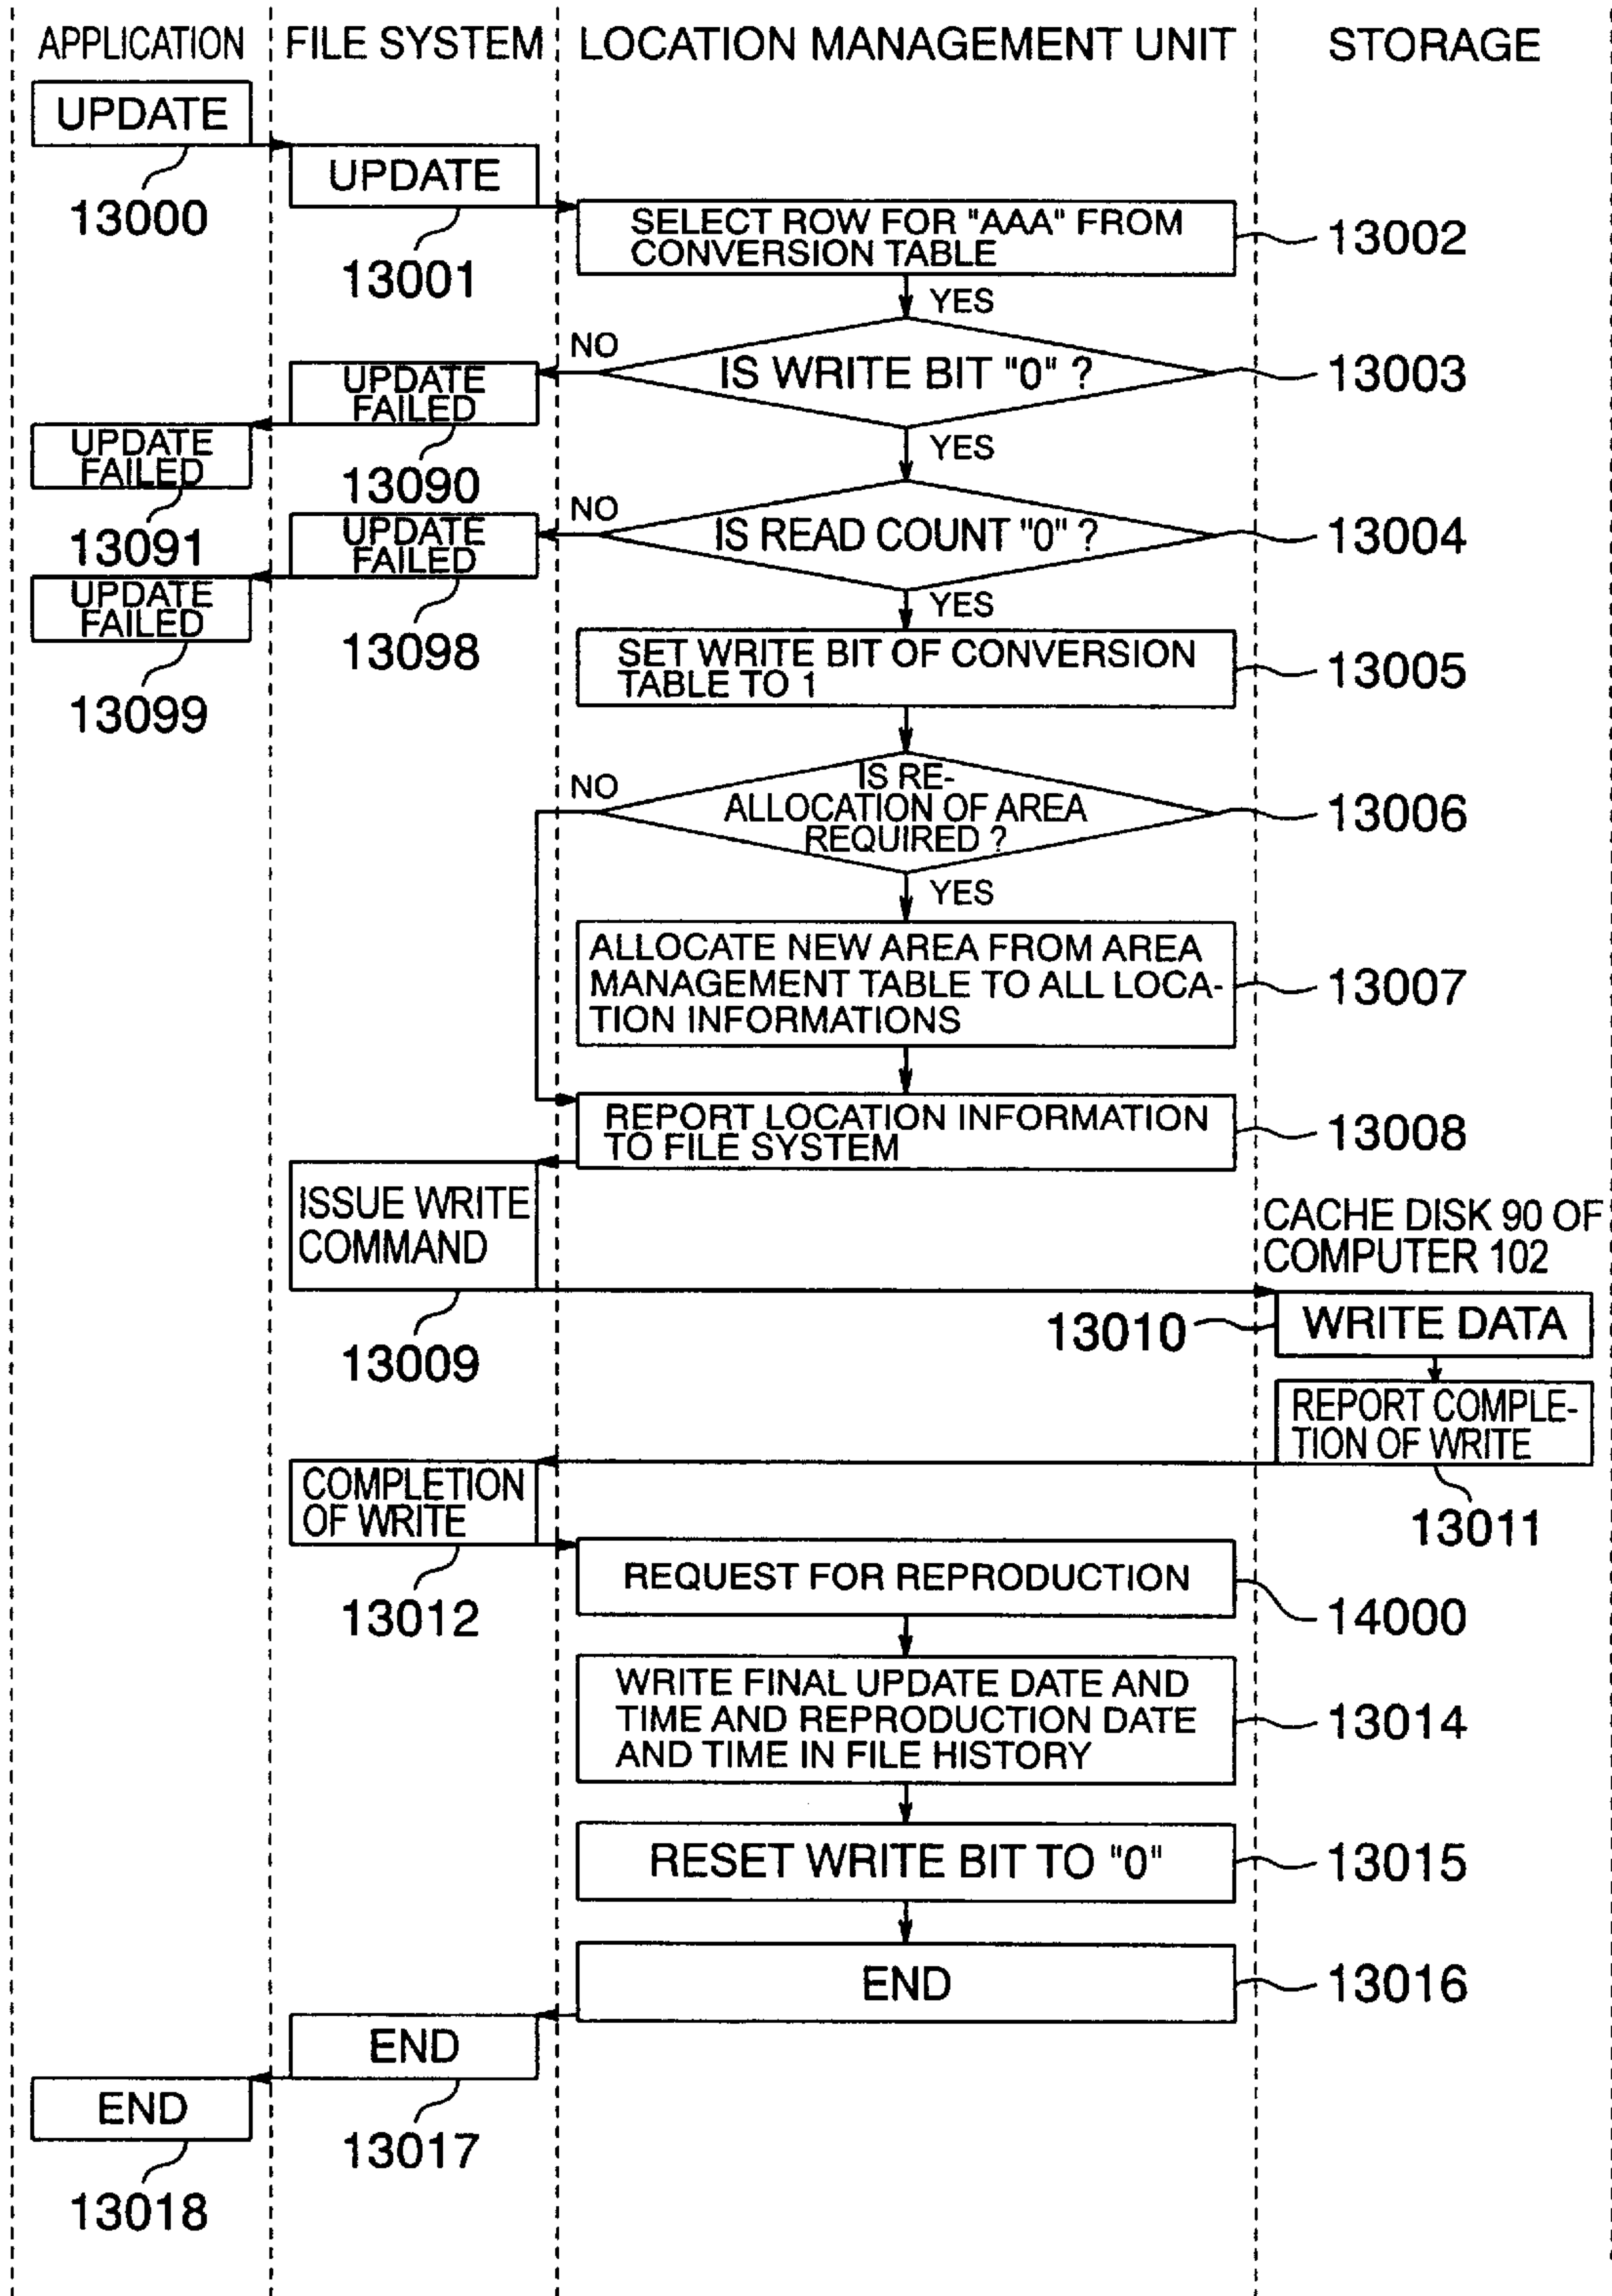 APPLICATION
FILE SYSTEM
LOCATION MANAGEMENT UNIT
STORAGE
UPDATE
13000
UPDATE
13001
SELECT ROW FOR "AAA" FROM
CONVERSION TABLE
13002
YES
IS WRITE BIT "0" ?
13003
NO
UPDATE
FAILED
13090
UPDATE
FAILED
13091
YES
IS READ COUNT "0" ?
13004
NO
UPDATE
FAILED
13098
UPDATE
FAILED
13099
YES
SET WRITE BIT OF CONVERSION
TABLE TO 1
13005
IS RE-
ALLOCATION OF AREA
REQUIRED ?
13006
NO
YES
ALLOCATE NEW AREA FROM AREA
MANAGEMENT TABLE TO ALL LOCA-
TION INFORMATIONS
13007
REPORT LOCATION INFORMATION
TO FILE SYSTEM
13008
ISSUE WRITE
COMMAND
13009
CACHE DISK 90 OF
COMPUTER 102
WRITE DATA
13010
REPORT COMPLE-
TION OF WRITE
13011
COMPLETION
OF WRITE
13012
REQUEST FOR REPRODUCTION
14000
WRITE FINAL UPDATE DATE AND
TIME AND REPRODUCTION DATE
AND TIME IN FILE HISTORY
13014
RESET WRITE BIT TO "0"
13015
END
13016
END
13017
END
13018